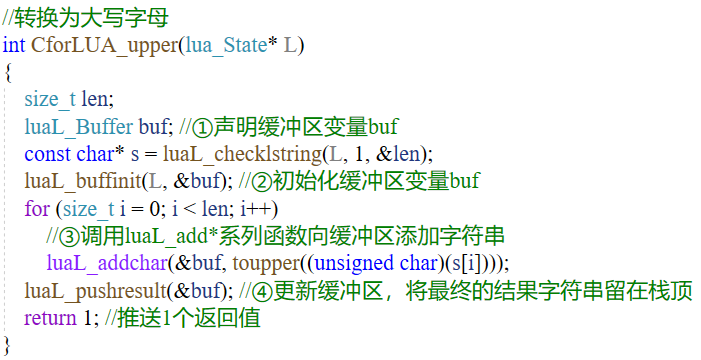 //转换为大写字母
int CforLUA_upper(lua_State* L)
{
    size_t len;
    luaL_Buffer buf; //①声明缓冲区变量buf
    const char* s = luaL_checklstring(L, 1, &len);
    luaL_buffinit(L, &buf); //②初始化缓冲区变量buf
    for (size_t i = 0; i < len; i++)
        //③调用luaL_add*系列函数向缓冲区添加字符串
        luaL_addchar(&buf, toupper((unsigned char)(s[i])));
    luaL_pushresult(&buf); //④更新缓冲区，将最终的结果字符串留在栈顶
    return 1; //推送1个返回值
}